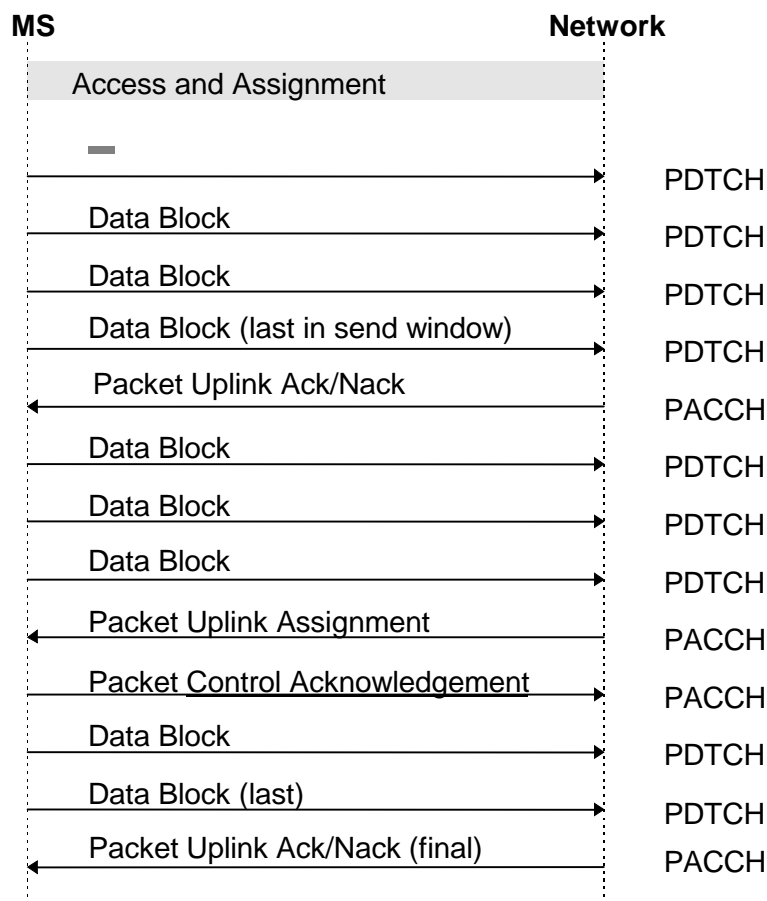 MS Network
Access and Assignment
PDTCH
Data Block PDTCH
Data Block PDTCH
Data Block (last in send window) PDTCH
Packet Uplink Ack/Nack PACCH
Data Block PDTCH
Data Block PDTCH
Data Block PDTCH
Packet Uplink Assignment PACCH
Packet Control Acknowledgement PACCH
Data Block PDTCH
Data Block (last) PDTCH
Packet Uplink Ack/Nack (final) PACCH